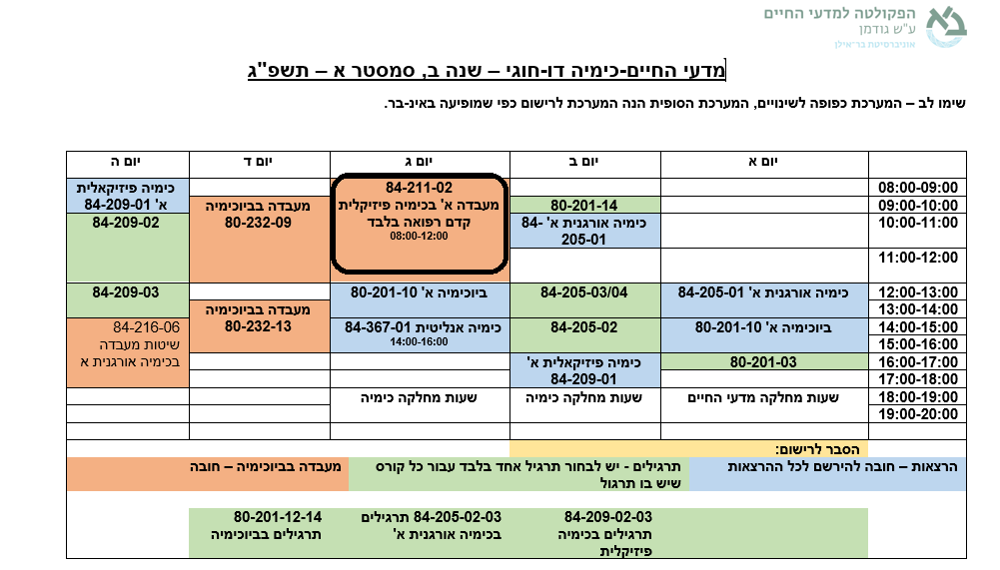 הפקולטה למדעי החיים
ע"ש גודמן
אוניברסיטת בר־אילן
מדעי החיים-כימיה דו-חוגי – שנה ב, סמסטר א – תשפ"ג
שימו לב – המערכת כפופה לשינויים, המערכת הסופית הנה המערכת לרישום כפי שמופיעה באינ-בר.
יום א
יום ב
יום ג
יום ד
יום ה
08:00-09:00
84-211-02
מעבדה א' בכימיה פיזיקלית
קדם רפואה בלבד
08:00-12:00
כימיה פיזיקאלית
א' 84-209-01
09:00-10:00
80-201-14
מעבדה בביוכימיה
80-232-09
10:00-11:00
כימיה אורגנית א' 84-
205-01
84-209-02
11:00-12:00
12:00-13:00
כימיה אורגנית א' 84-205-01
84-205-03/04
ביוכימיה א' 80-201-10
84-209-03
13:00-14:00
מעבדה בביוכימיה
80-232-13
14:00-15:00
ביוכימיה א' 80-201-10
84-205-02
כימיה אנליטית 84-367-01
14:00-16:00
84-216-06
שיטות מעבדה
בכימיה אורגנית א
15:00-16:00
16:00-17:00
80-201-03
כימיה פיזיקאלית א'
84-209-01
17:00-18:00
18:00-19:00
שעות מחלקה מדעי החיים
שעות מחלקה כימיה
שעות מחלקה כימיה
19:00-20:00
הסבר לרישום:
הרצאות – חובה להירשם לכל ההרצאות
תרגילים - יש לבחור תרגיל אחד בלבד עבור כל קורס
שיש בו תרגול
מעבדה בביוכימיה – חובה
84-209-02-03
תרגילים בכימיה
פיזיקלית
84-205-02-03 תרגילים
בכימיה אורגנית א'
80-201-12-14
תרגילים בביוכימיה